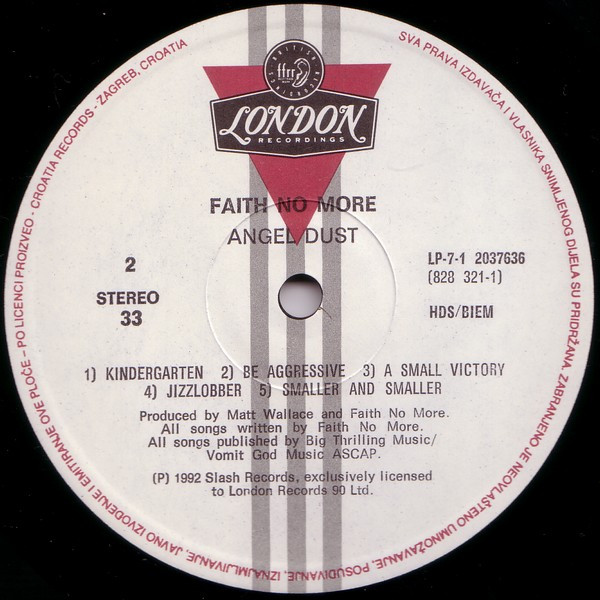 PO LICENCI PROIZVEO - CROATIA RECORDS - ZAGREB, CROATIA
SVA PRAVA IZDAVAČA I VLASNIKA SNIMLJENOG DIJELA SU PRIDRŽANA. ZABRANJENO JE NEOVLAŠTENO UMNOŽAVANJE, POSUĐIVANJE, IZNAJMLJIVANJE, JAVNO IZVOĐENJE I EMITIRANJE OVE PLOČE –
BRITISH
ffrr
RECORDINGS
LONDON
RECORDINGS
FAITH NO MORE
ANGEL DUST
2
STEREO
33
LP-7-1 2037636
(828 321-1)
HDS/BIEM
1) KINDERGARTEN 2) BE AGGRESSIVE 3) A SMALL VICTORY
4) JIZZLOBBER 5) SMALLER AND SMALLER
Produced by Matt Wallace and Faith No More.
All songs written by Faith No More.
All songs published by Big Thrilling Music/
Vomit God Music ASCAP.
(P) 1992 Slash Records, exclusively licensed
to London Records 90 Ltd.